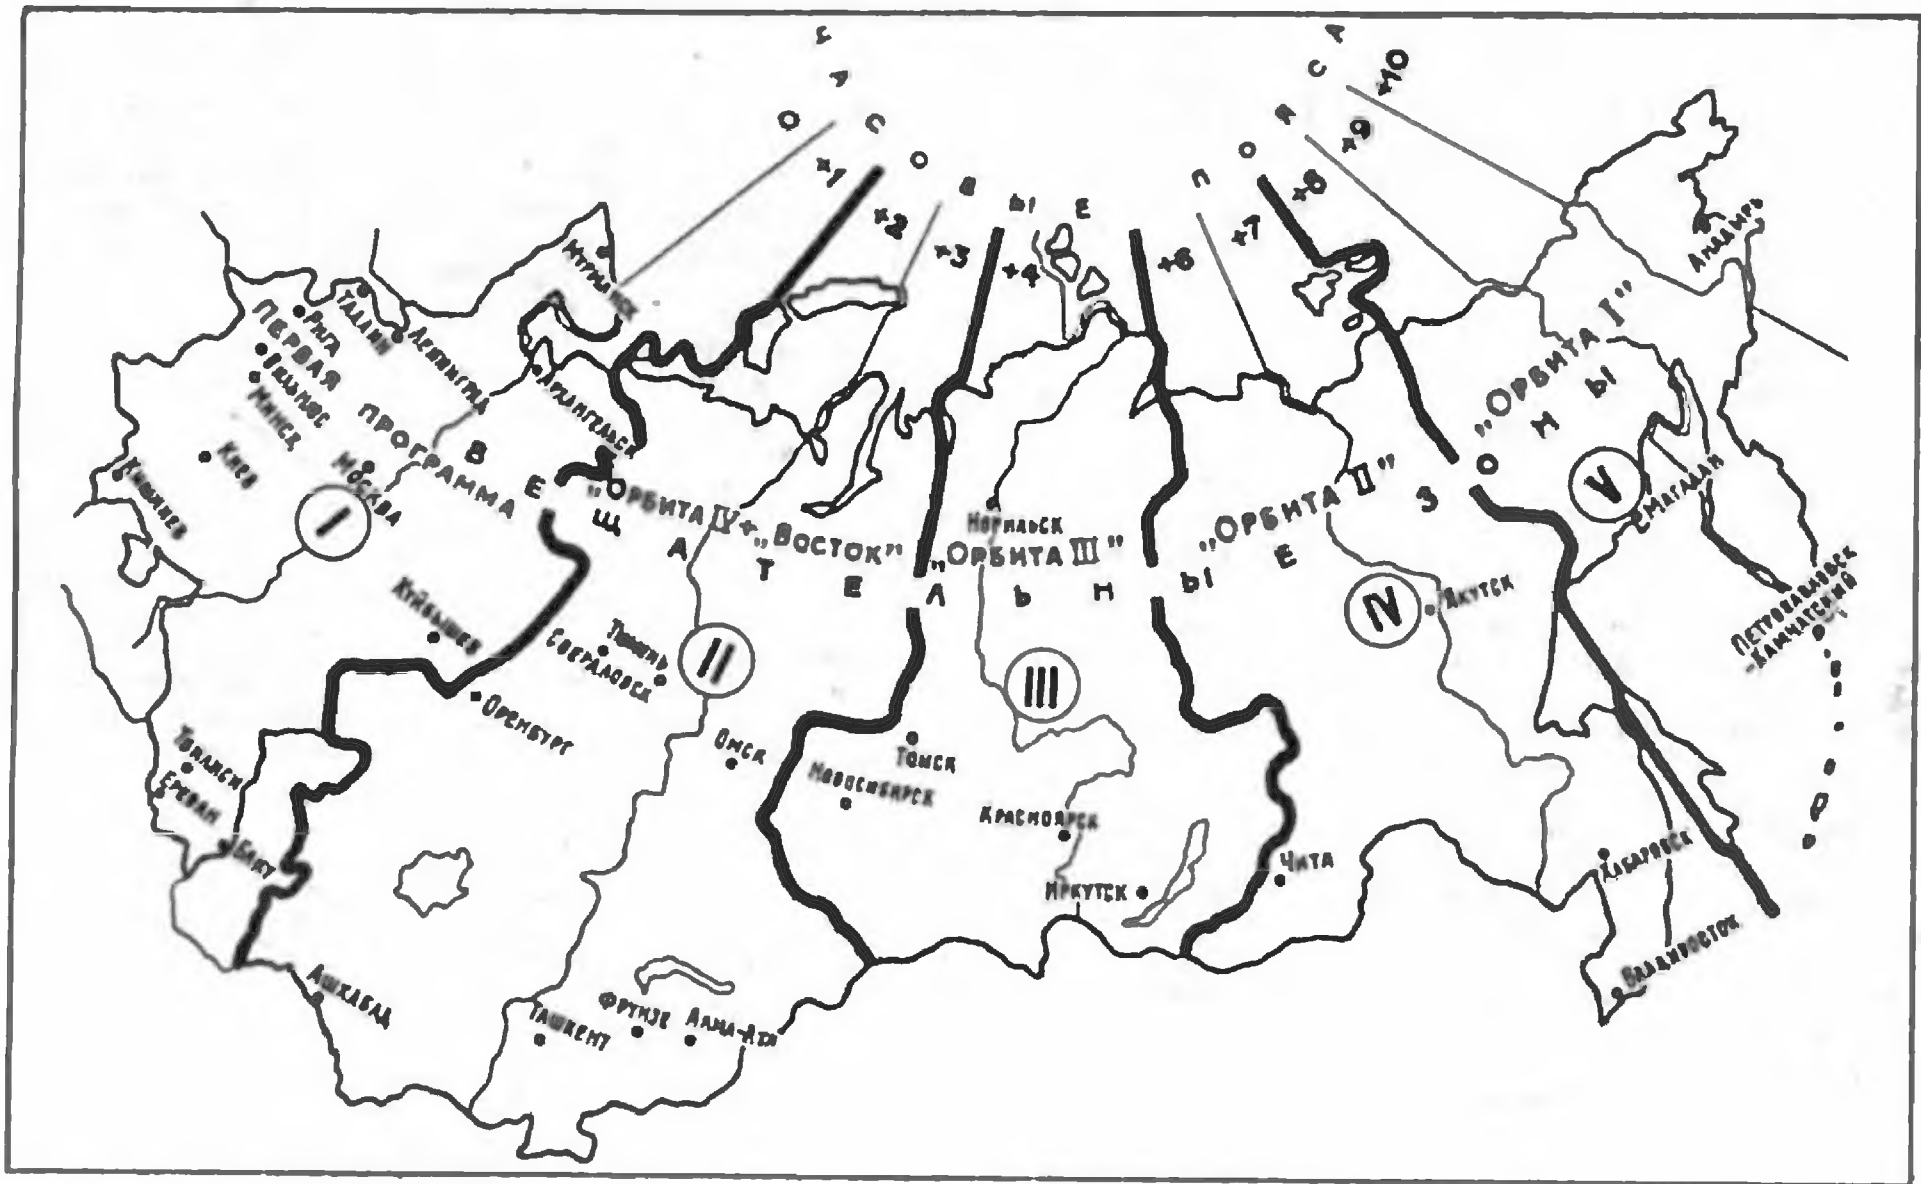 ЧАСОВЫЕ ПОЯСА
0
+1
+2
+3
+4
+6
+7
+8
+9
+10
ВЕЩАТЕЛЬНЫЕ ЗОНЫ
ПЕРВАЯ
ПРОГРАММА
„ОРБИТА IV+„ВОСТОК"
„ОРБИТА III"
„ОРБИТА II"
„ОРБИТА I"
I
II
III
IV
V
МУРМАНСК
ТАЛЛИН
РИГА
ЛЕНИНГРАД
ВИЛЬНЮС
МИНСК
АРХАНГЕЛЬСК
КИЕВ
МОСКВА
КИШИНЕВ
КУЙБЫШЕВ
ТЮМЕНЬ
СВЕРДЛОВСК
ОРЕНБУРГ
ТБИЛИСИ
ЕРЕВАН
БАКУ
АШХАБАД
ТАШКЕНТ
ФРУНЗЕ
АЛМА-АТА
ОМСК
НОРИЛЬСК
ТОМСК
НОВОСИБИРСК
КРАСНОЯРСК
ИРКУТСК
ЧИТА
ЯКУТСК
ХАБАРОВСК
ВЛАДИВОСТОК
МАГАДАН
АНАДЫРЬ
ПЕТРОПАВЛОВСК
-КАМЧАТСКИЙ